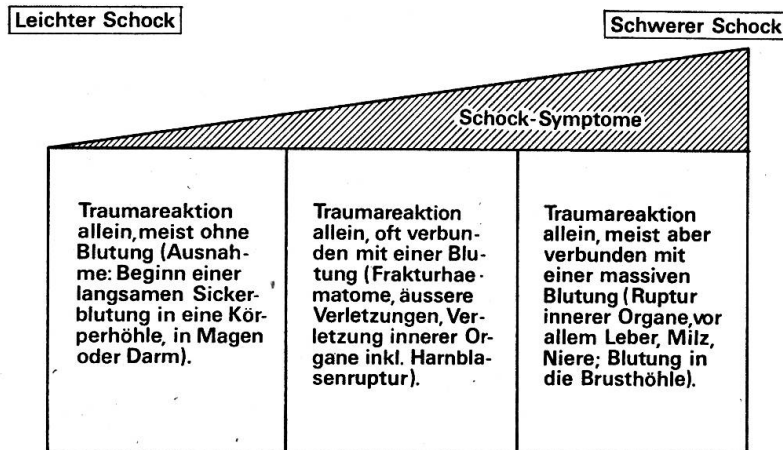 Leichter Schock
Schwerer Schock
Schock-Symptome
Traumareaktion
allein, meist ohne
Blutung (Ausnah-
me: Beginn einer
langsamen Sicker-
blutung in eine Kör-
perhöhle, in Magen
oder Darm).
Traumareaktion
allein, oft verbun-
den mit einer Blu-
tung (Frakturhae-
matome, äussere
Verletzungen, Ver-
letzung innerer Or-
gane inkl. Harnbla-
senruptur).
Traumareaktion
allein, meist aber
verbunden mit
einer massiven
Blutung (Ruptur
innerer Organe, vor
allem Leber, Milz,
Niere; Blutung in
die Brusthöhle).